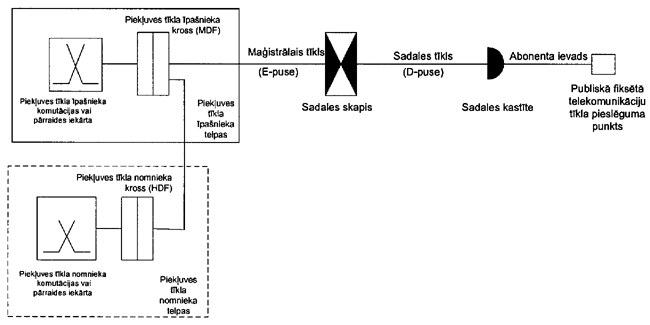 Piekļuves tīkla īpašnieka
kross (MDF)
Maģistrālais tīkls
(E-puse)
Sadales tīkls
(D-puse)
Abonenta ievads
Piekļuves tīkla īpašnieka
komutācijas vai
pārraides iekārta
Piekļuves
tīkla
īpašnieka
telpas
Sadales skapis
Sadales kastīte
Publiskā fiksētā
telekomunikāciju
tīkla pieslēguma
punkts
Piekļuves tīkla nomnieka
kross (HDF)
Piekļuves tīkla nomnieka
komutācijas vai
pārraides iekārta
Piekļuves
tīkla
nomnieka
telpas